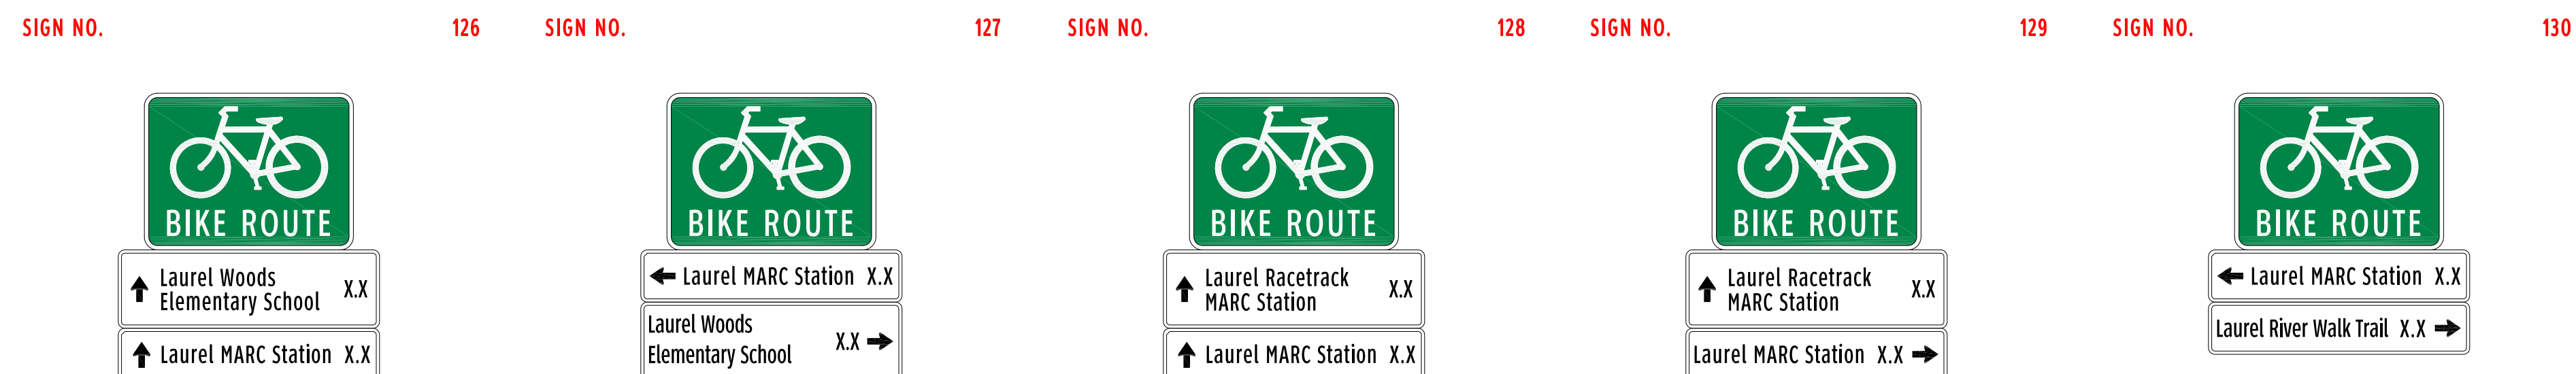 SIGN NO. 126
BIKE ROUTE
Laurel Woods
Elementary School X.X
Laurel MARC Station X.X
SIGN NO. 127
BIKE ROUTE
Laurel MARC Station X.X
Laurel Woods
Elementary School X.X
SIGN NO. 128
BIKE ROUTE
Laurel Racetrack
MARC Station X.X
Laurel MARC Station X.X
SIGN NO. 129
BIKE ROUTE
Laurel Racetrack
MARC Station X.X
Laurel MARC Station X.X
SIGN NO. 130
BIKE ROUTE
Laurel MARC Station X.X
Laurel River Walk Trail X.X